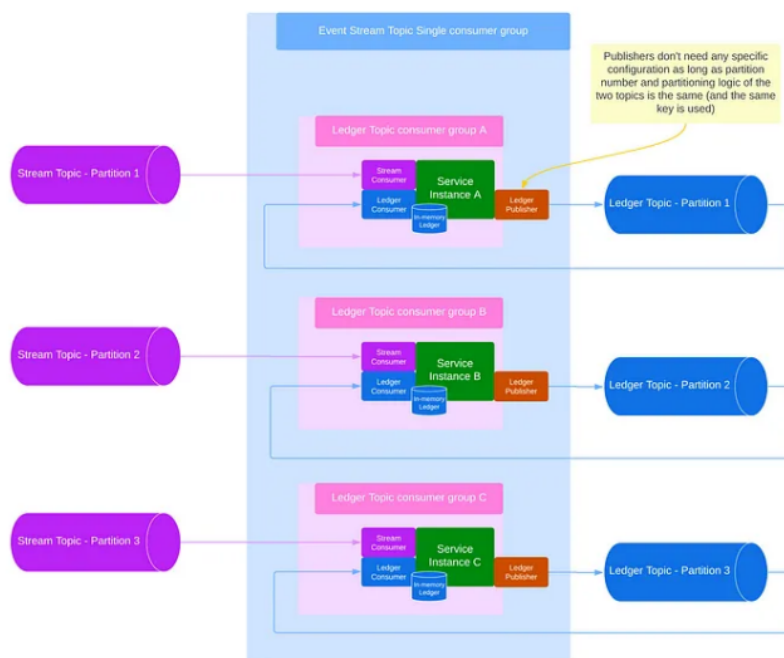 Event Stream Topic Single consumer group
Publishers don't need any specific
configuration as long as partition
number and partitioning logic of the
two topics is the same (and the same
key is used)
Ledger Topic consumer group A
Stream Topic - Partition 1
Stream
Consumer
Service
Instance A
Ledger
Consumer
In-memory
Ledger
Ledger
Publisher
Ledger Topic - Partition 1
Ledger Topic consumer group B
Stream Topic - Partition 2
Stream
Consumer
Service
Instance B
Ledger
Consumer
In-memory
Ledger
Ledger
Publisher
Ledger Topic - Partition 2
Ledger Topic consumer group C
Stream Topic - Partition 3
Stream
Consumer
Service
Instance C
Ledger
Consumer
In-memory
Ledger
Ledger
Publisher
Ledger Topic - Partition 3